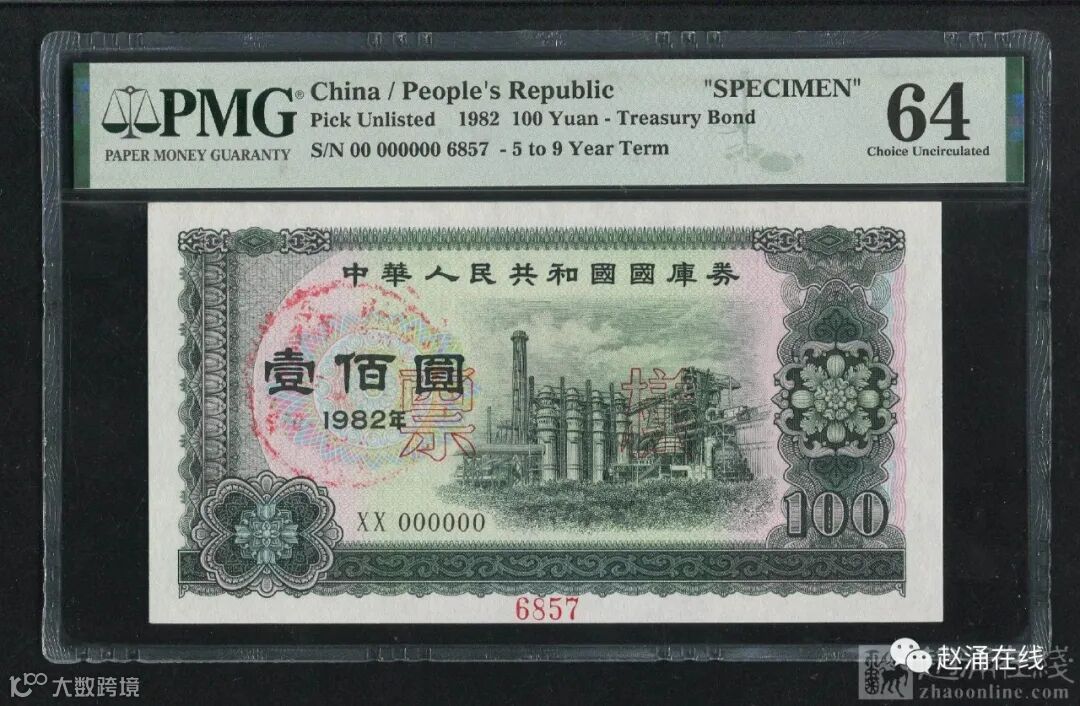 PMG®
PAPER MONEY GUARANTY
China / People's Republic "SPECIMEN"
Pick Unlisted 1982 100 Yuan - Treasury Bond
S/N 00 000000 6857 - 5 to 9 Year Term
64
Choice Uncirculated
中華人民共和國國庫券
壹佰圓
票樣
1982年
XX 000000
100
6857
大数跨境
赵涌在线
zhaoonline.com